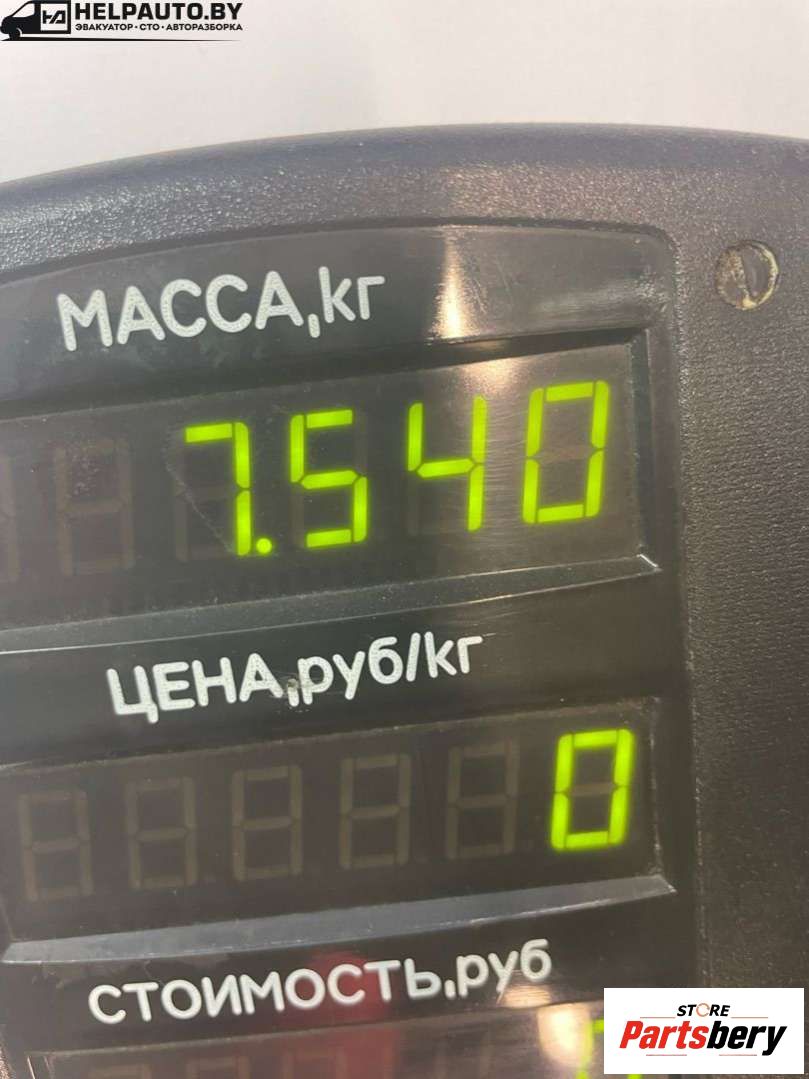 HELPAUTO.BY
ЭВАКУАТОР • СТО • АВТОРАЗБОРКА
МАССА,кг
7.540
ЦЕНА,руб/кг
0
СТОИМОСТЬ,руб
STORE
Partsbery